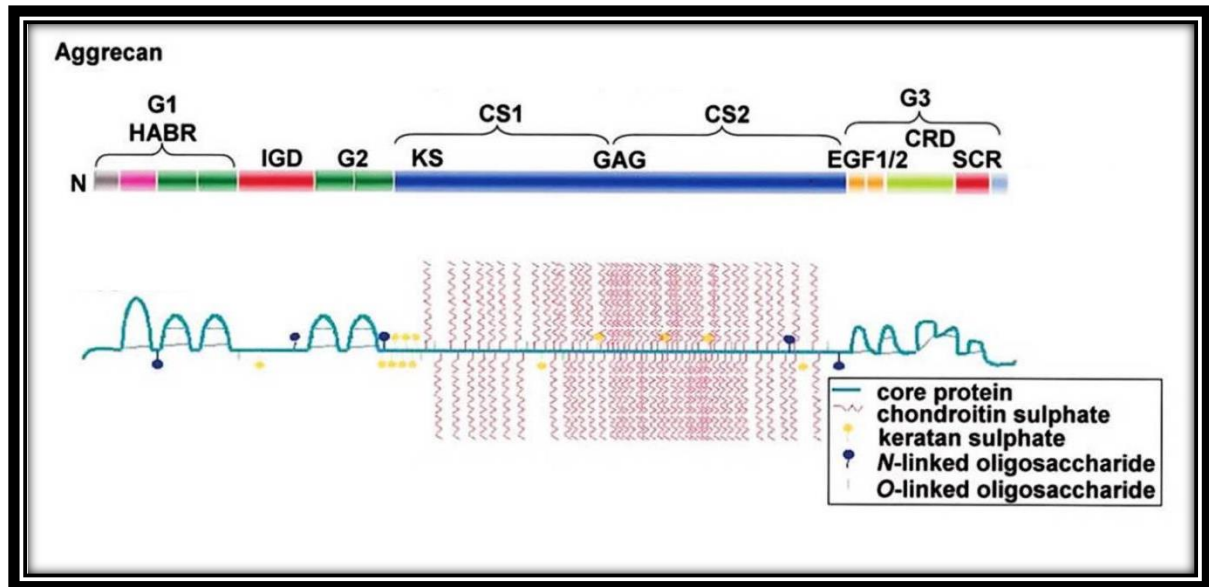 Aggrecan
G1
HABR
CS1
CS2
G3
CRD
N
IGD
G2
KS
GAG
EGF1/2
SCR
core protein
chondroitin sulphate
keratan sulphate
N-linked oligosaccharide
O-linked oligosaccharide